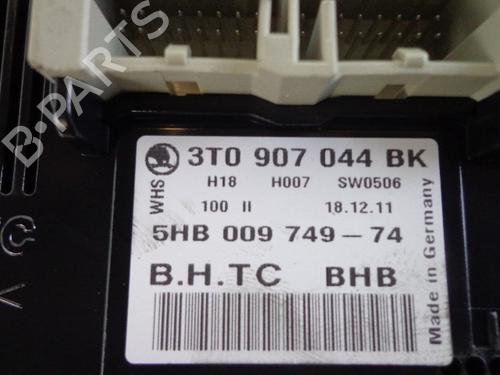 B-PARTS
WHS
3T0 907 044 BK
H18 H007 SW0506
100 II 18.12.11
5HB 009 749-74
B.H.TC BHB
Made in Germany